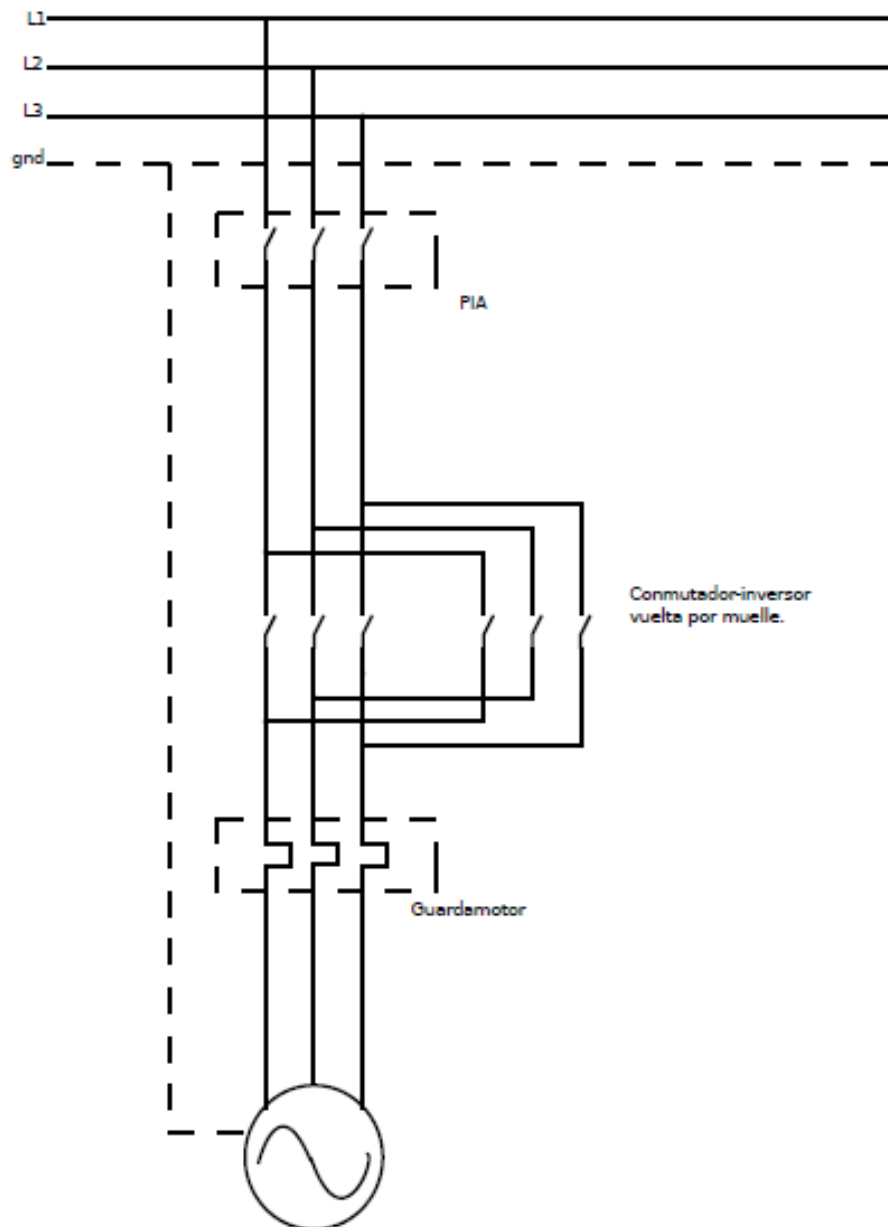 L1
L2
L3
gnd
PIA
Conmutador-inversor
vuelta por muelle.
Guardamotor